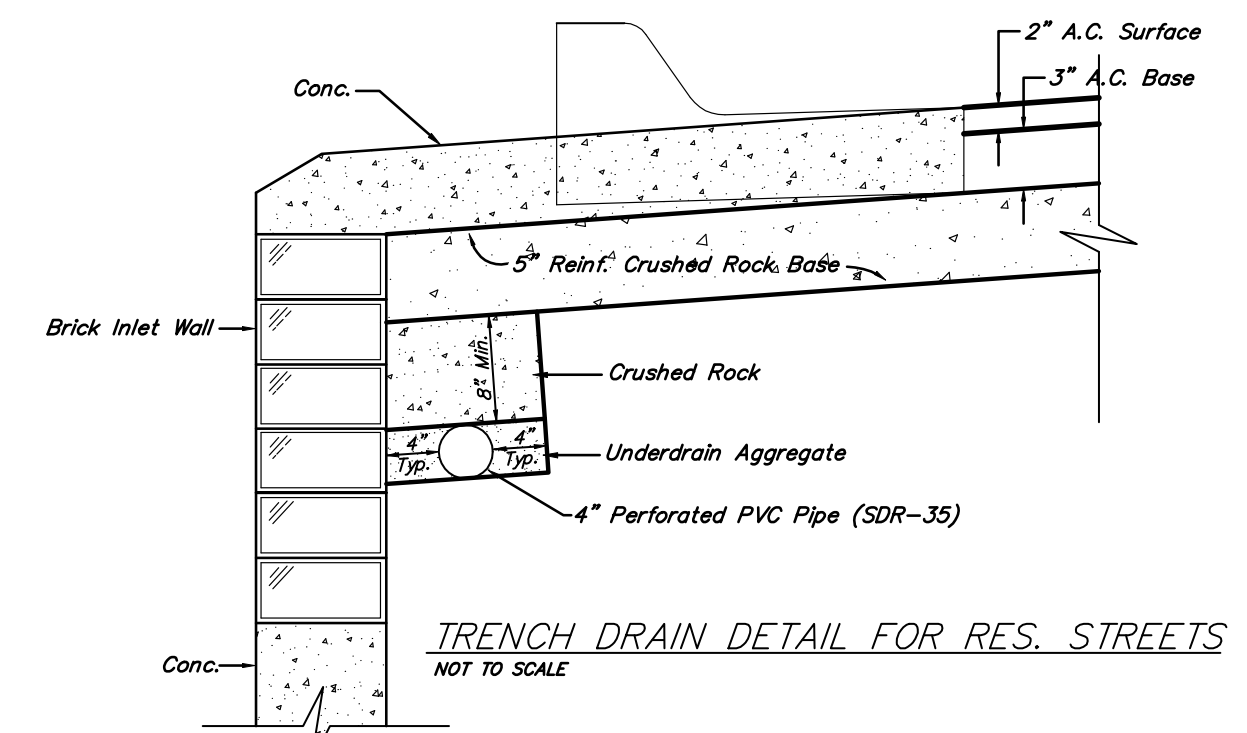 2" A.C. Surface
3" A.C. Base
Conc.
5" Reinf. Crushed Rock Base
Brick Inlet Wall
8" Min.
Crushed Rock
4"
Typ.
4"
Typ.
Underdrain Aggregate
4" Perforated PVC Pipe (SDR-35)
TRENCH DRAIN DETAIL FOR RES. STREETS
NOT TO SCALE
Conc.